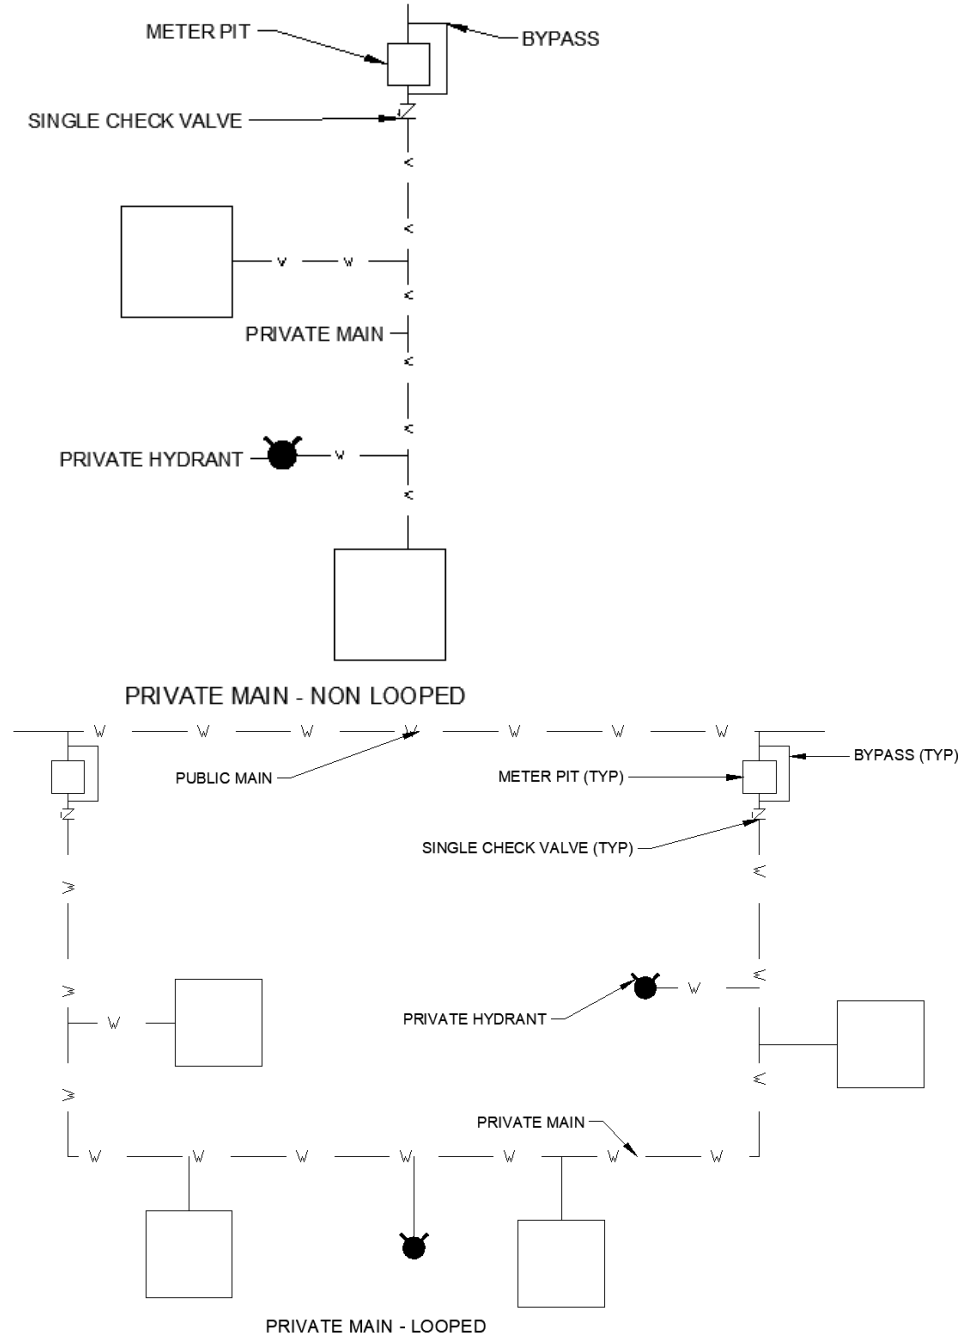 METER PIT
BYPASS
SINGLE CHECK VALVE
W
W
W W
W
PRIVATE MAIN
W
W
PRIVATE HYDRANT
W
W
PRIVATE MAIN - NON LOOPED
W W W W W W
BYPASS (TYP)
PUBLIC MAIN
METER PIT (TYP)
SINGLE CHECK VALVE (TYP)
W
W
W
W
W
PRIVATE HYDRANT
W
W
W
PRIVATE MAIN
W W W W W W W
PRIVATE MAIN - LOOPED